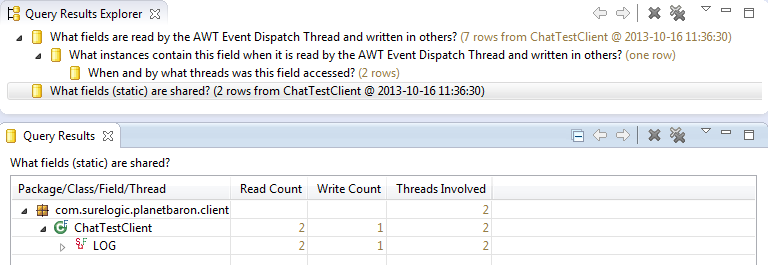 Query Results Explorer
What fields are read by the AWT Event Dispatch Thread and written in others? (7 rows from ChatTestClient @ 2013-10-16 11:36:30)
What instances contain this field when it is read by the AWT Event Dispatch Thread and written in others? (one row)
When and by what threads was this field accessed? (2 rows)
What fields (static) are shared? (2 rows from ChatTestClient @ 2013-10-16 11:36:30)
Query Results
What fields (static) are shared?
Package/Class/Field/Thread Read Count Write Count Threads Involved
com.surelogic.planetbaron.client 2
ChatTestClient 2 1 2
LOG 2 1 2